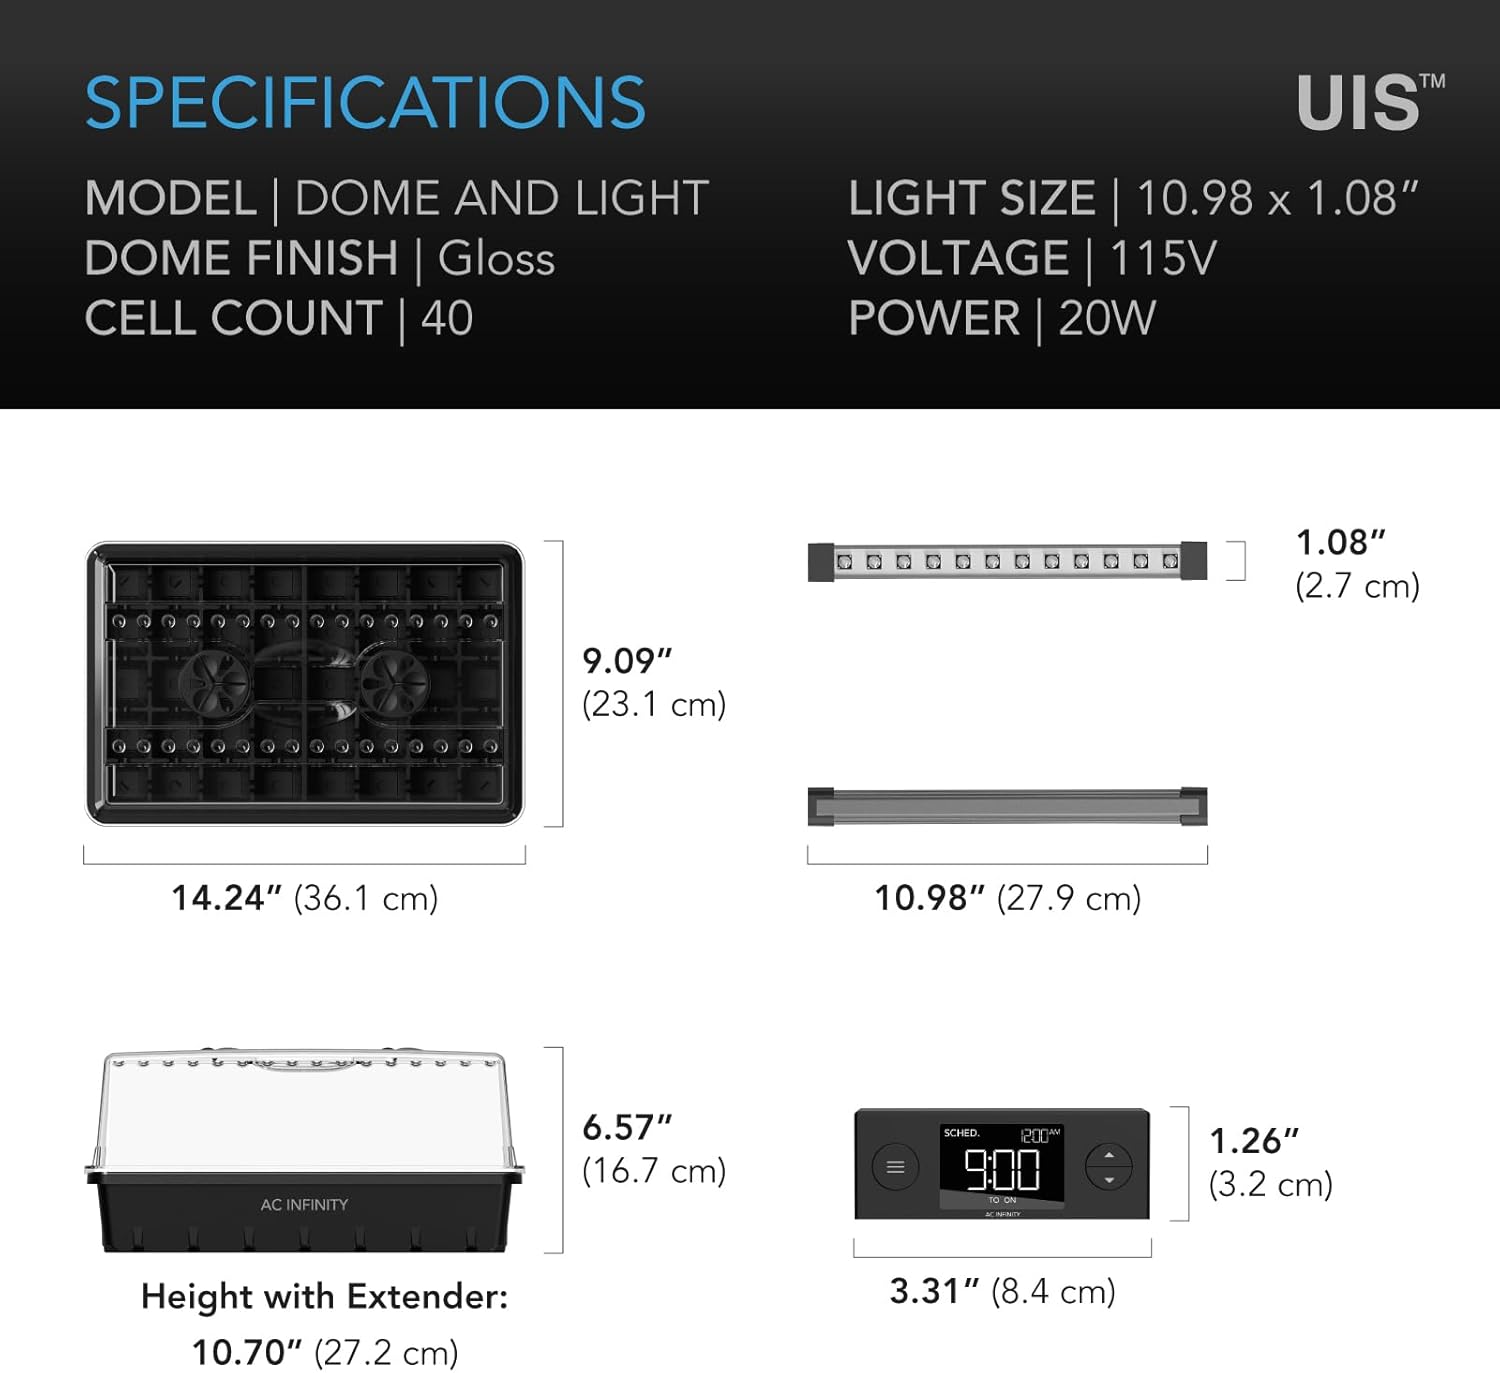 SPECIFICATIONS
UIS™
MODEL | DOME AND LIGHT
DOME FINISH | Gloss
CELL COUNT | 40
LIGHT SIZE | 10.98 x 1.08”
VOLTAGE | 115V
POWER | 20W
9.09”
(23.1 cm)
14.24” (36.1 cm)
1.08”
(2.7 cm)
10.98” (27.9 cm)
6.57”
(16.7 cm)
AC INFINITY
Height with Extender:
10.70” (27.2 cm)
SCHED. 12:00 AM
9:00
TO ON
AC INFINITY
1.26”
(3.2 cm)
3.31” (8.4 cm)